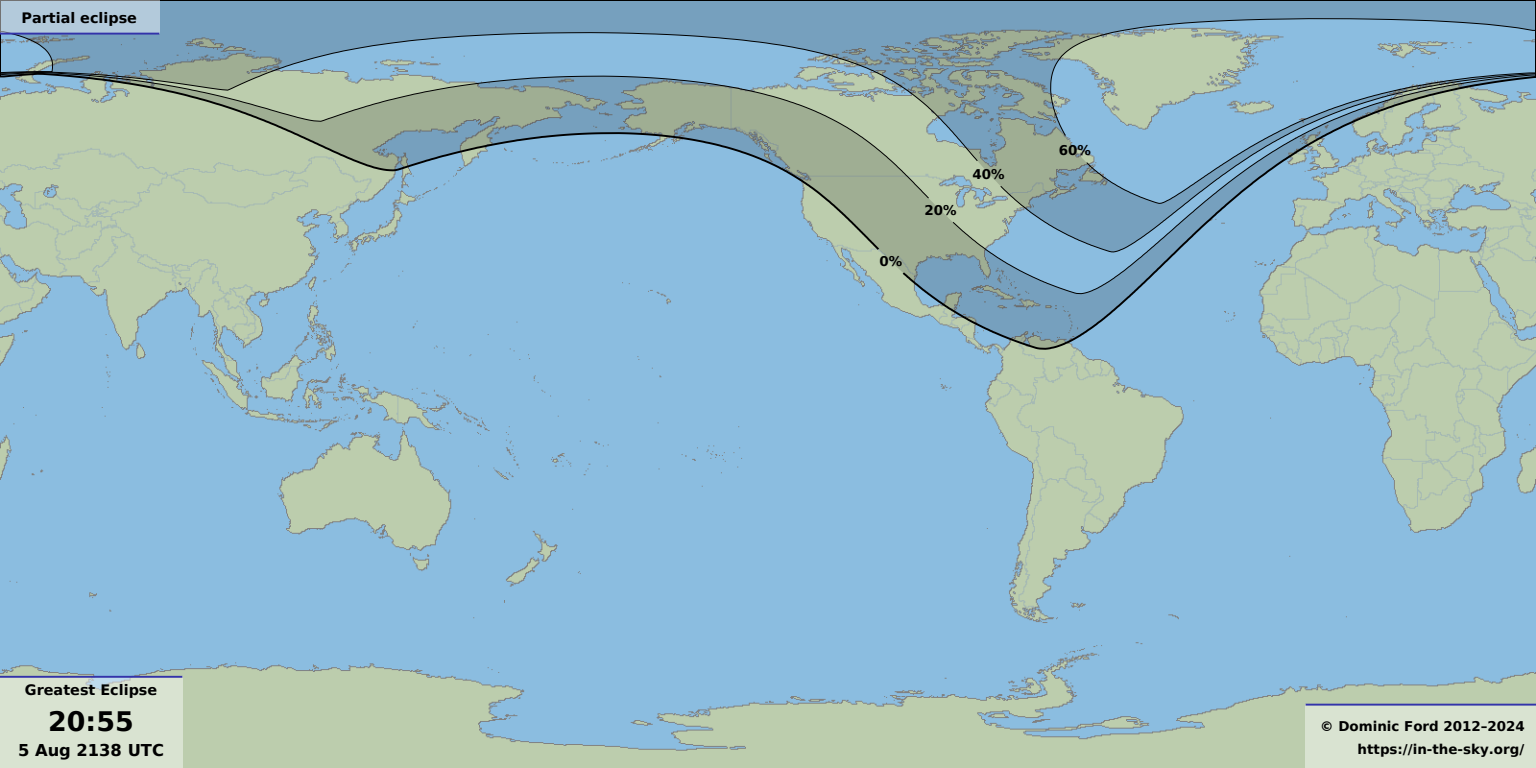 Partial eclipse
60%
40%
20%
0%
Greatest Eclipse
20:55
5 Aug 2138 UTC
© Dominic Ford 2012–2024
https://in-the-sky.org/